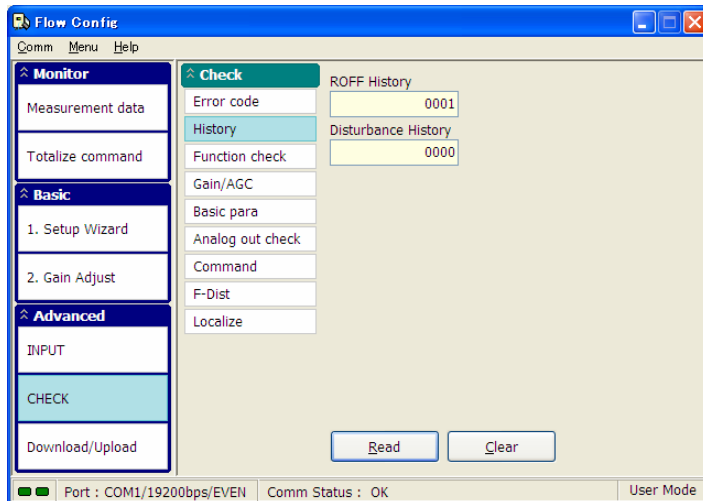 Flow Config
Comm Menu Help
Monitor
Measurement data
Totalize command
Basic
1. Setup Wizard
2. Gain Adjust
Advanced
INPUT
CHECK
Download/Upload
Check
Error code
History
Function check
Gain/AGC
Basic para
Analog out check
Command
F-Dist
Localize
ROFF History
0001
Disturbance History
0000
Read Clear
Port : COM1/19200bps/EVEN Comm Status : OK User Mode